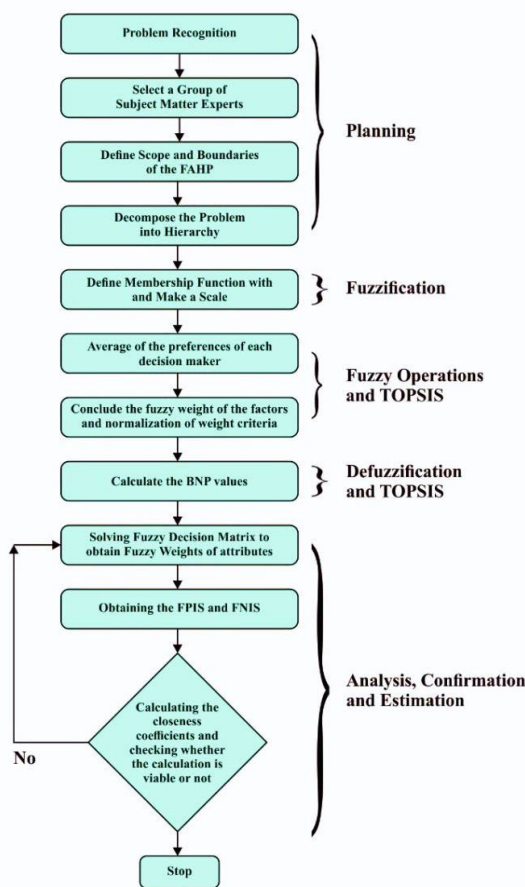 Problem Recognition
Select a Group of
Subject Matter Experts
Define Scope and Boundaries
of the FAHP
Decompose the Problem
into Hierarchy
Planning
Define Membership Function with
and Make a Scale
Fuzzification
Average of the preferences of each
decision maker
Conclude the fuzzy weight of the factors
and normalization of weight criteria
Fuzzy Operations
and TOPSIS
Calculate the BNP values
Defuzzification
and TOPSIS
Solving Fuzzy Decision Matrix to
obtain Fuzzy Weights of attributes
Obtaining the FPIS and FNIS
Calculating the
closeness
coefficients and
checking whether
the calculation is
viable or not
No
Analysis, Confirmation
and Estimation
Stop